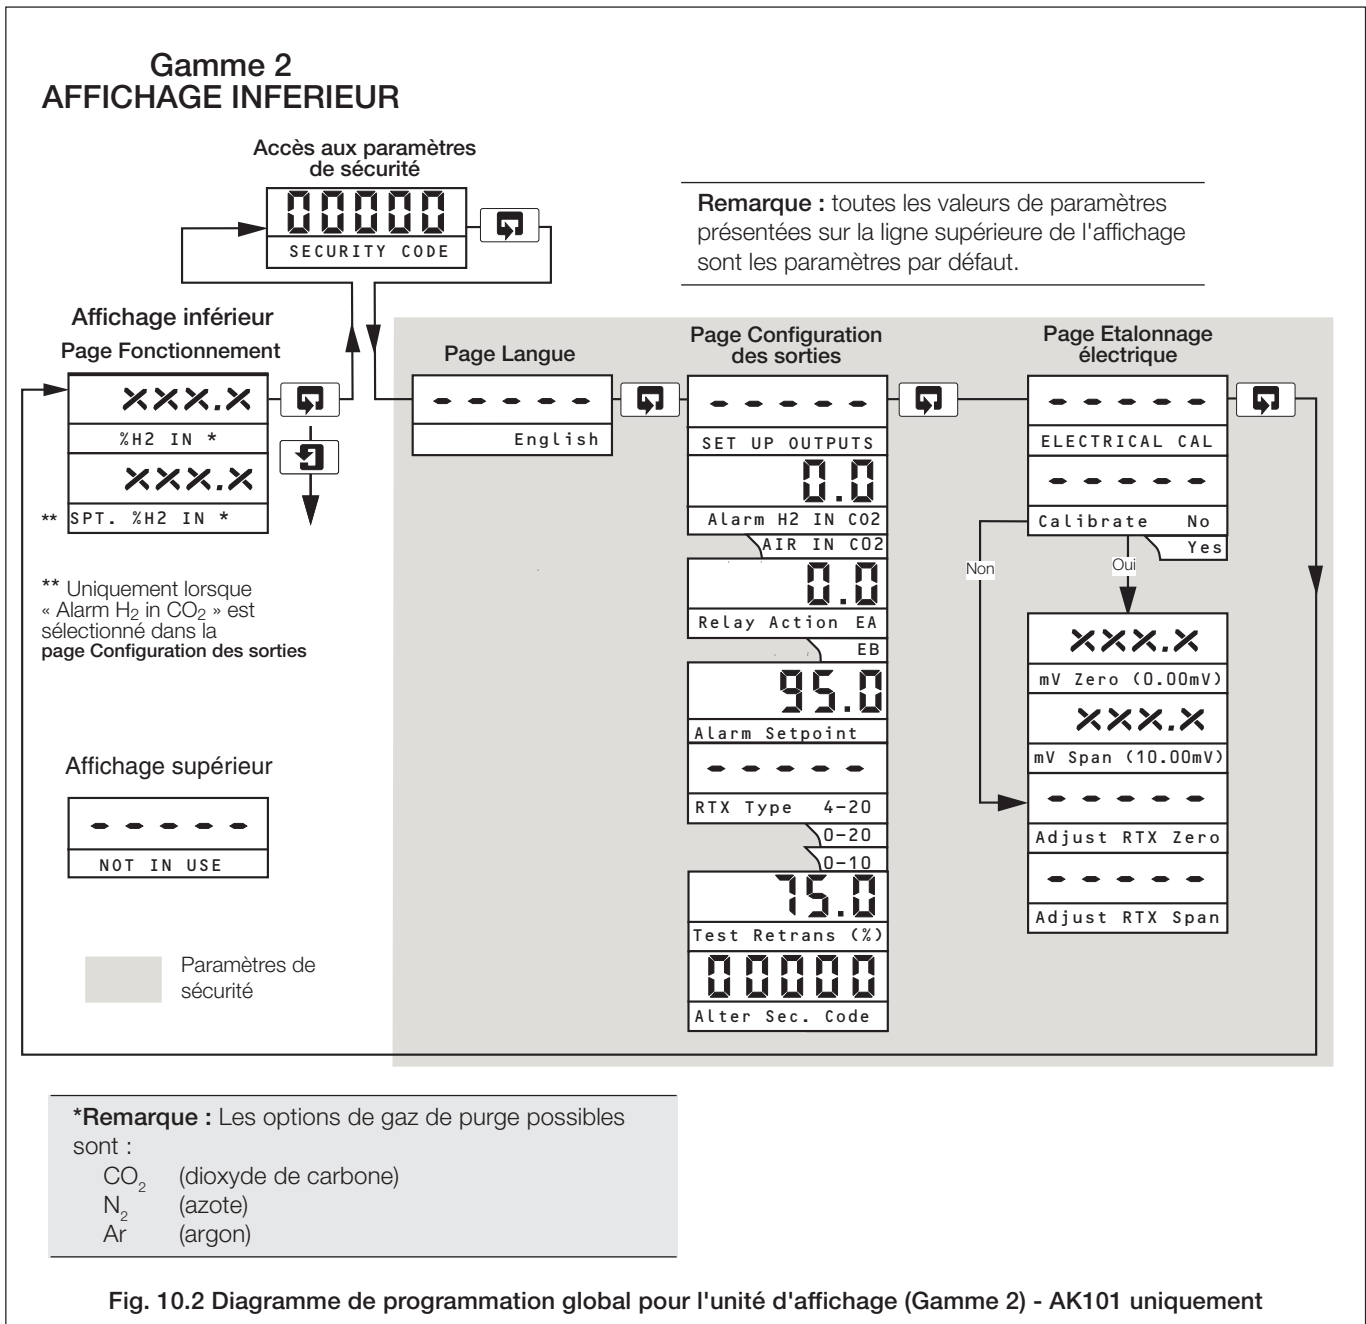 Gamme 2
AFFICHAGE INFERIEUR
Accès aux paramètres
de sécurité
00000
SECURITY CODE
Remarque : toutes les valeurs de paramètres
présentées sur la ligne supérieure de l'affichage
sont les paramètres par défaut.
Affichage inférieur
Page Fonctionnement
×××.×
%H2 IN *
×××.×
** SPT. %H2 IN *
** Uniquement lorsque
« Alarm H₂ in CO₂ » est
sélectionné dans la
page Configuration des sorties
Affichage supérieur
- - - - -
NOT IN USE
Paramètres de
sécurité
Page Langue
- - - - -
English
Page Configuration
des sorties
- - - - -
SET UP OUTPUTS
0.0
Alarm H2 IN CO2
AIR IN CO2
0.0
Relay Action EA
EB
95.0
Alarm Setpoint
- - - - -
RTX Type 4-20
0-20
0-10
75.0
Test Retrans (%)
00000
Alter Sec. Code
Page Etalonnage
électrique
- - - - -
ELECTRICAL CAL
- - - - -
Calibrate No
Yes
Non
Oui
×××.×
mV Zero (0.00mV)
×××.×
mV Span (10.00mV)
- - - - -
Adjust RTX Zero
- - - - -
Adjust RTX Span
*Remarque : Les options de gaz de purge possibles
sont :
CO₂ (dioxyde de carbone)
N₂ (azote)
Ar (argon)
Fig. 10.2 Diagramme de programmation global pour l'unité d'affichage (Gamme 2) - AK101 uniquement